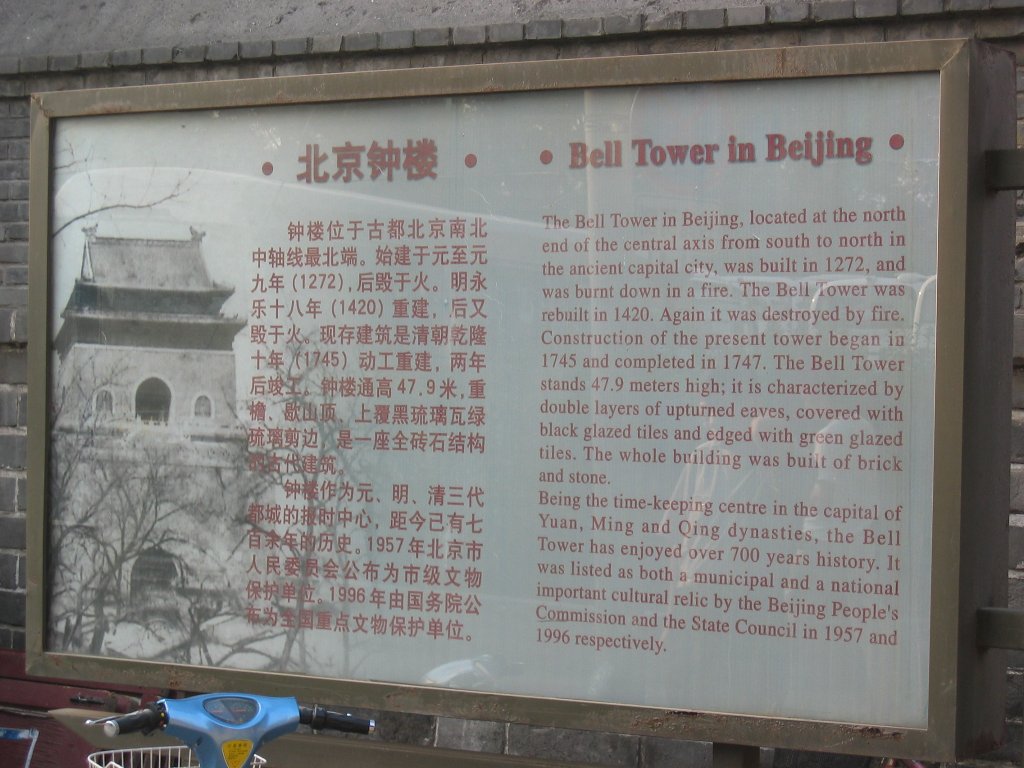 • 北京钟楼 •
钟楼位于古都北京南北
中轴线最北端。始建于元至元
九年（1272），后毁于火。明永
乐十八年（1420）重建，后又
毁于火。现存建筑是清朝乾隆
十年（1745）动工重建，两年
后竣工。钟楼通高47.9米，重
檐、歇山顶、上覆黑琉璃瓦绿
琉璃剪边，是一座全砖石结构
的古代建筑。
钟楼作为元、明、清三代
都城的报时中心，距今已有七
百余年的历史。1957年北京市
人民委员会公布为市级文物
保护单位。1996年由国务院公
布为全国重点文物保护单位。
• Bell Tower in Beijing •
The Bell Tower in Beijing, located at the north
end of the central axis from south to north in
the ancient capital city, was built in 1272, and
was burnt down in a fire. The Bell Tower was
rebuilt in 1420. Again it was destroyed by fire.
Construction of the present tower began in
1745 and completed in 1747. The Bell Tower
stands 47.9 meters high; it is characterized by
double layers of upturned eaves, covered with
black glazed tiles and edged with green glazed
tiles. The whole building was built of brick
and stone.
Being the time-keeping centre in the capital of
Yuan, Ming and Qing dynasties, the Bell
Tower has enjoyed over 700 years history. It
was listed as both a municipal and a national
important cultural relic by the Beijing People's
Commission and the State Council in 1957 and
1996 respectively.